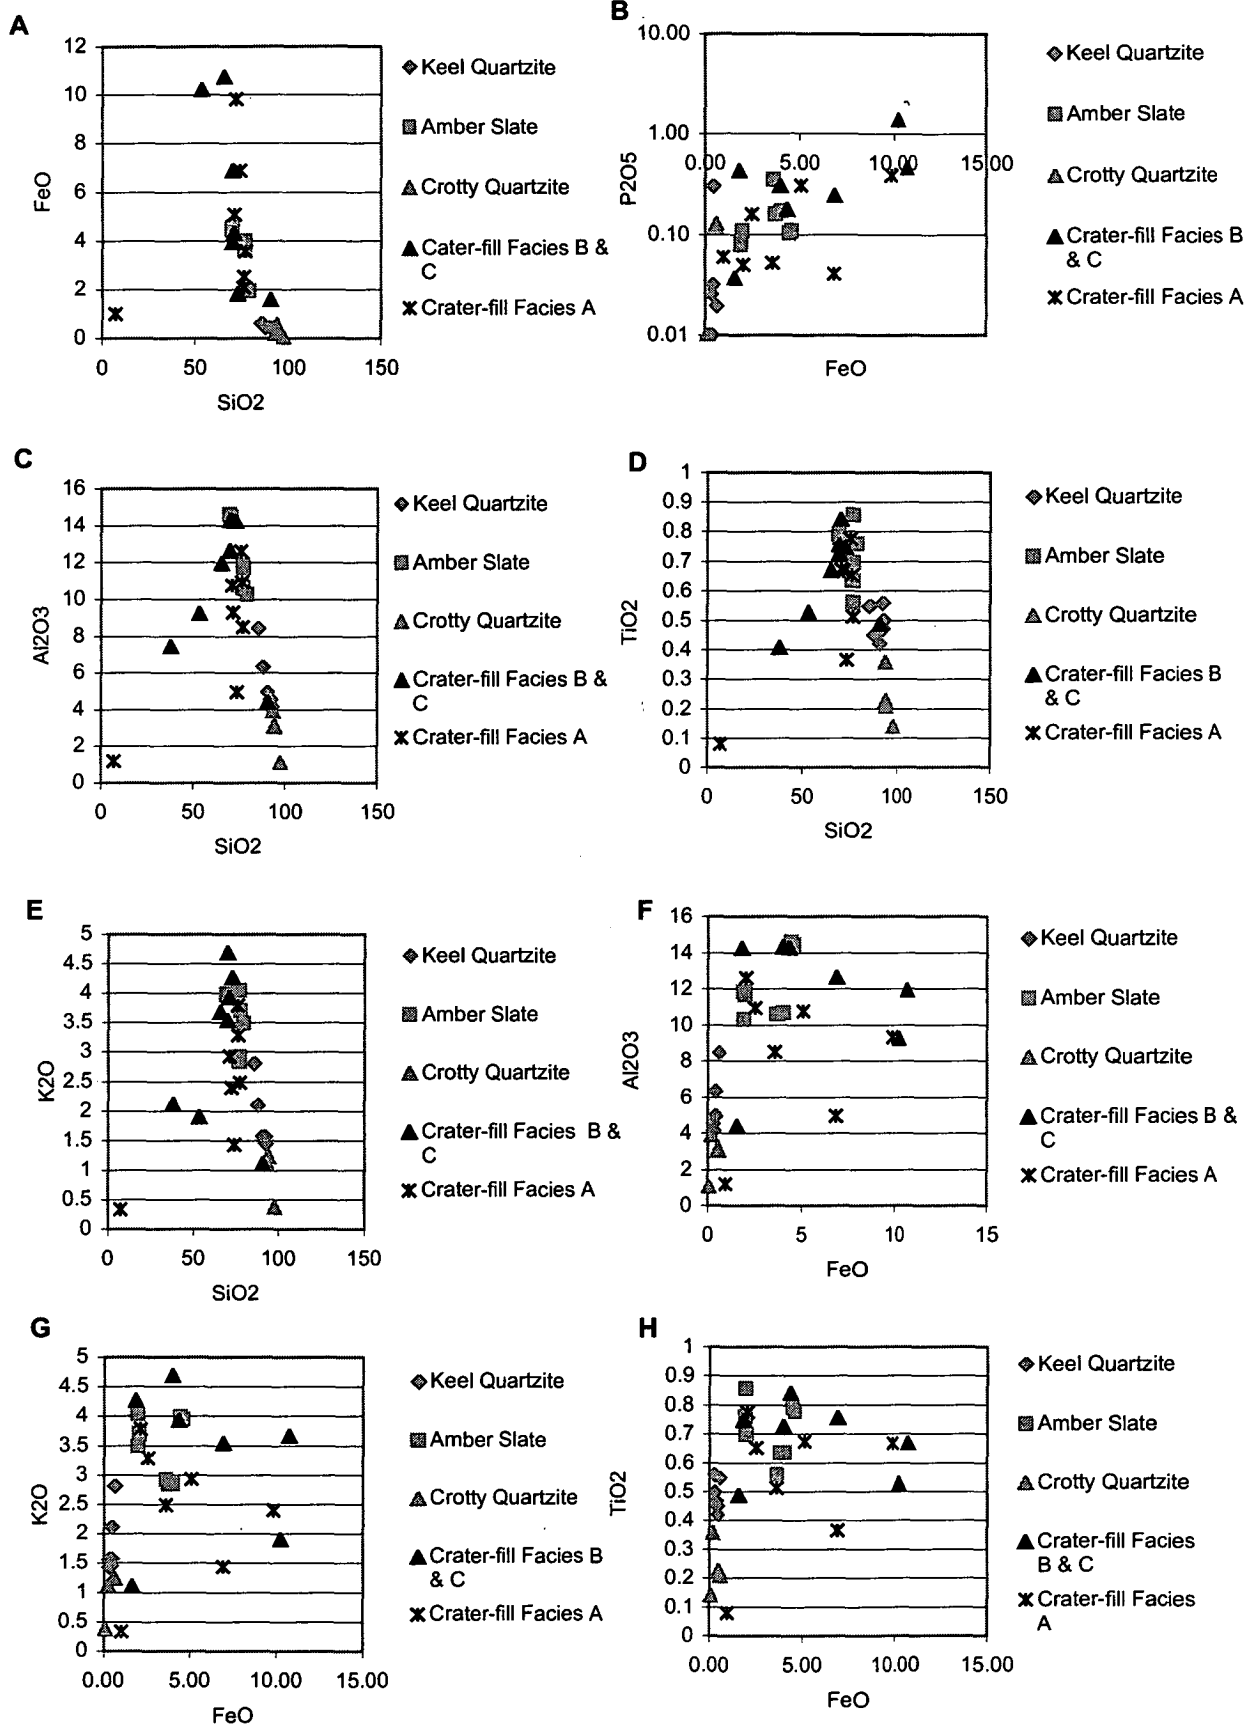 A
12
10
8
6
4
2
0
FeO
0 50 100 150
SiO2
Keel Quartzite
Amber Slate
Crotty Quartzite
Cater-fill Facies B &
C
Crater-fill Facies A
B
10.00
1.00
0.10
0.01
P2O5
0.00 5.00 10.00 15.00
FeO
Keel Quartzite
Amber Slate
Crotty Quartzite
Crater-fill Facies B
& C
Crater-fill Facies A
C
16
14
12
10
8
6
4
2
0
Al2O3
0 50 100 150
SiO2
Keel Quartzite
Amber Slate
Crotty Quartzite
Crater-fill Facies B &
C
Crater-fill Facies A
D
1
0.9
0.8
0.7
0.6
0.5
0.4
0.3
0.2
0.1
0
TiO2
0 50 100 150
SiO2
Keel Quartzite
Amber Slate
Crotty Quartzite
Crater-fill Facies B
& C
Crater-fill Facies A
E
5
4.5
4
3.5
3
2.5
2
1.5
1
0.5
0
K2O
0 50 100 150
SiO2
Keel Quartzite
Amber Slate
Crotty Quartzite
Crater-fill Facies B &
C
Crater-fill Facies A
F
16
14
12
10
8
6
4
2
0
Al2O3
0 5 10 15
FeO
Keel Quartzite
Amber Slate
Crotty Quartzite
Crater-fill Facies B &
C
Crater-fill Facies A
G
5
4.5
4
3.5
3
2.5
2
1.5
1
0.5
0
K2O
0.00 5.00 10.00 15.00
FeO
Keel Quartzite
Amber Slate
Crotty Quartzite
Crater-fill Facies B
& C
Crater-fill Facies A
H
1
0.9
0.8
0.7
0.6
0.5
0.4
0.3
0.2
0.1
0
TiO2
0.00 5.00 10.00 15.00
FeO
Keel Quartzite
Amber Slate
Crotty Quartzite
Crater-fill Facies
B & C
Crater-fill Facies
A